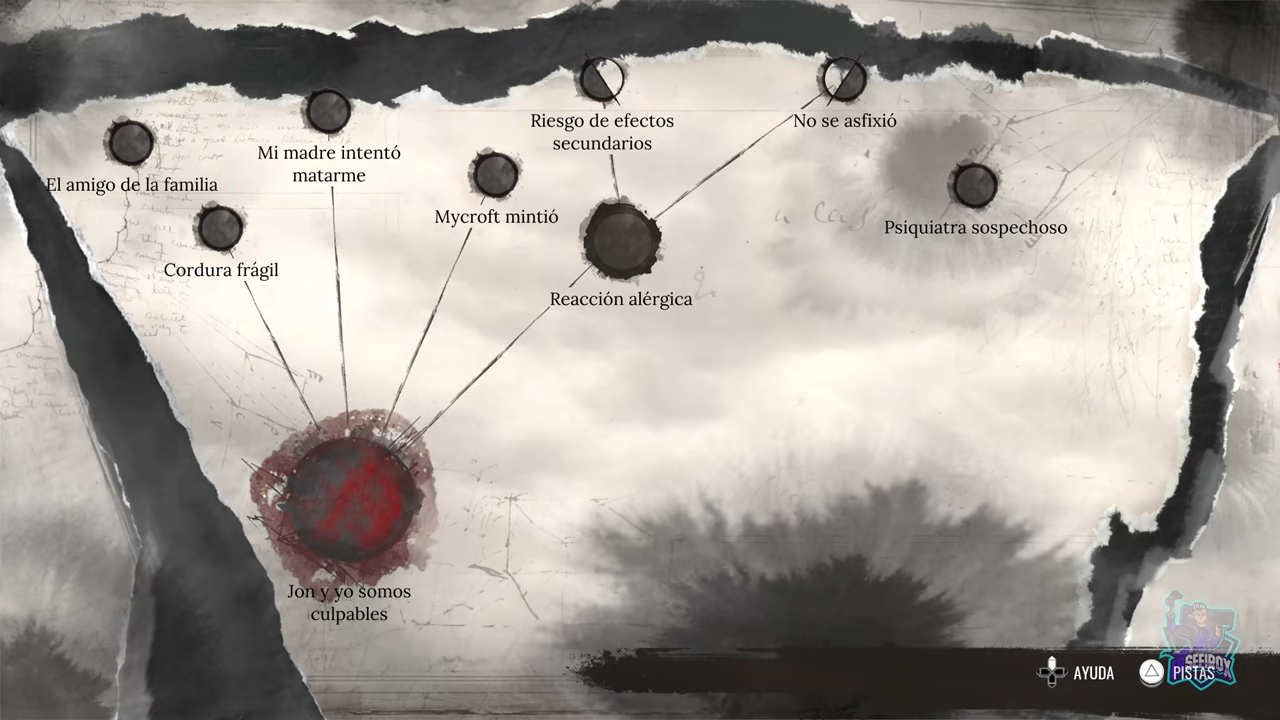 Riesgo de efectos
secundarios
No se asfixió
Mi madre intentó
matarme
El amigo de la familia
Mycroft mintió
Psiquiatra sospechoso
Cordura frágil
Reacción alérgica
Jon y yo somos
culpables
AYUDA
PISTAS